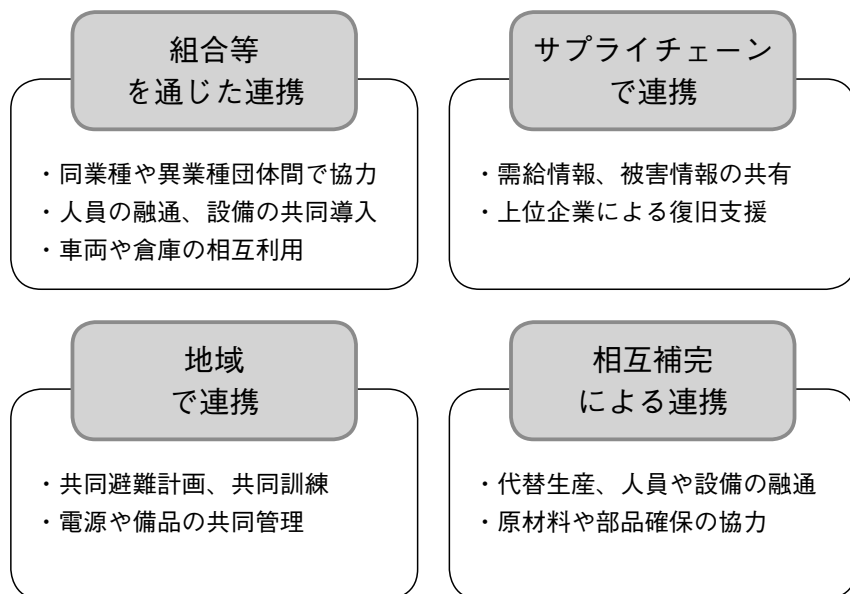 組合等
を通じた連携
・同業種や異業種団体間で協力
・人員の融通、設備の共同導入
・車両や倉庫の相互利用
サプライチェーン
で連携
・需給情報、被害情報の共有
・上位企業による復旧支援
地域
で連携
・共同避難計画、共同訓練
・電源や備品の共同管理
相互補完
による連携
・代替生産、人員や設備の融通
・原材料や部品確保の協力